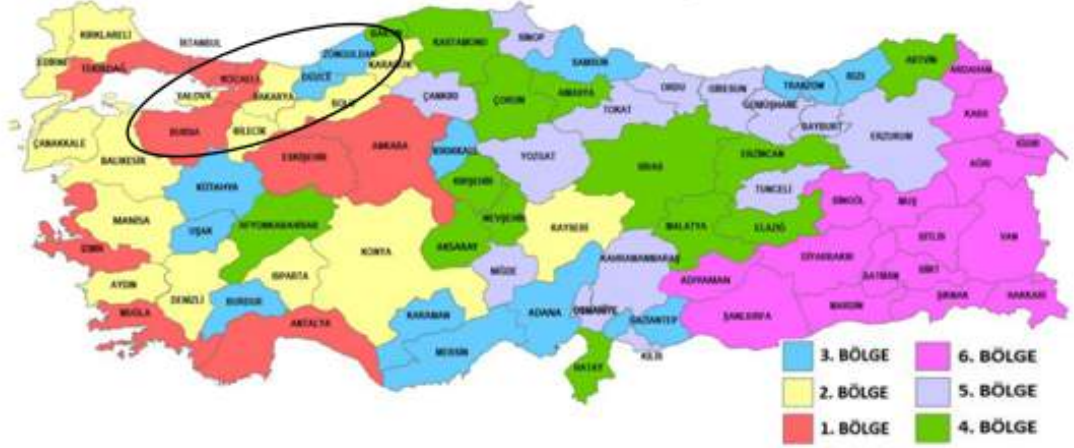 KIRKLARELİ
EDİRNE
TEKİRDAĞ
İSTANBUL
KOCAELİ
YALOVA
SAKARYA
DÜZCE
ZONGULDAK
BARTIN
KARABÜK
BOLU
BURSA
BİLECİK
ÇANAKKALE
BALIKESİR
ESKİŞEHİR
ANKARA
ÇANKIRI
KASTAMONU
SİNOP
SAMSUN
ÇORUM
AMASYA
TOKAT
ORDU
GİRESUN
TRABZON
RİZE
ARTVİN
ARDAHAN
KARS
GÜMÜŞHANE
BAYBURT
ERZURUM
IĞDIR
AĞRI
KIRIKKALE
YOZGAT
SİVAS
ERZİNCAN
TUNCELİ
KÜTAHYA
KIRŞEHİR
NEVŞEHİR
MANİSA
UŞAK
AFYONKARAHİSAR
AKSARAY
KAYSERİ
MALATYA
ELAZIĞ
BİNGÖL
MUŞ
BİTLİS
VAN
İZMİR
KONYA
NİĞDE
KAHRAMANMARAŞ
ADIYAMAN
DİYARBAKIR
BATMAN
SİİRT
ŞIRNAK
HAKKARİ
AYDIN
DENİZLİ
ISPARTA
BURDUR
MUĞLA
ANTALYA
KARAMAN
MERSİN
ADANA
OSMANİYE
GAZİANTEP
ŞANLIURFA
MARDİN
KİLİS
HATAY
3. BÖLGE
6. BÖLGE
2. BÖLGE
5. BÖLGE
1. BÖLGE
4. BÖLGE